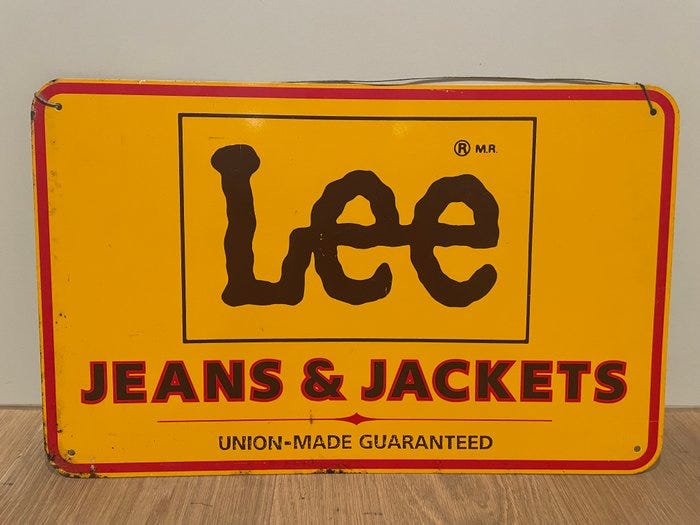 Lee
® M.R.
JEANS & JACKETS
UNION-MADE GUARANTEED